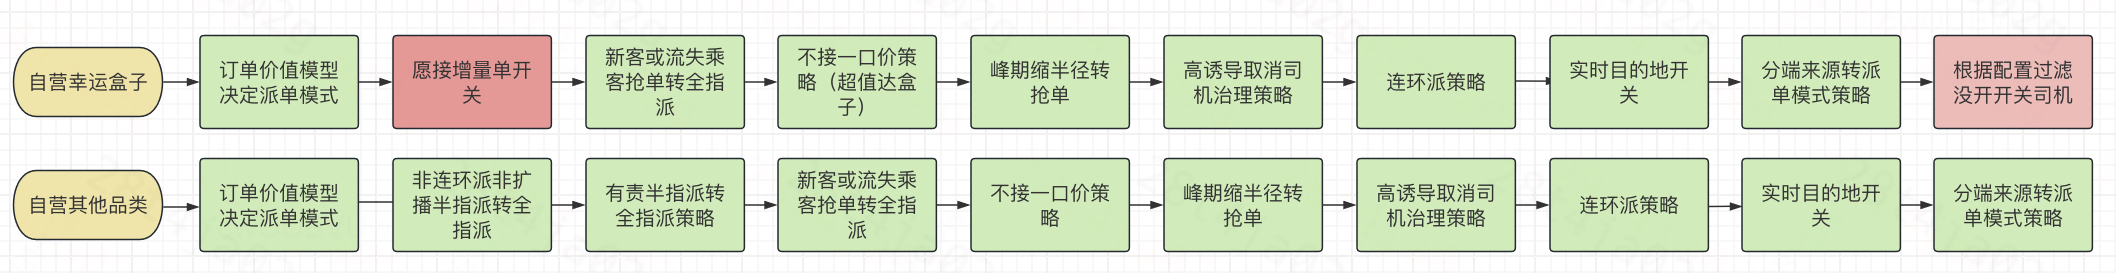 自营幸运盒子
订单价值模型
决定派单模式
愿接增量单开
关
新客或流失乘
客抢单转全指
派
不接一口价策
略（超值达盒
子）
峰期缩半径转
抢单
高诱导取消司
机治理策略
连环派策略
实时目的地开
关
分端来源转派
单模式策略
根据配置过滤
没开开关司机
自营其他品类
订单价值模型
决定派单模式
非连环派非扩
播半指派转全
指派
有责半指派转
全指派策略
新客或流失乘
客抢单转全指
派
不接一口价策
略
峰期缩半径转
抢单
高诱导取消司
机治理策略
连环派策略
实时目的地开
关
分端来源转派
单模式策略